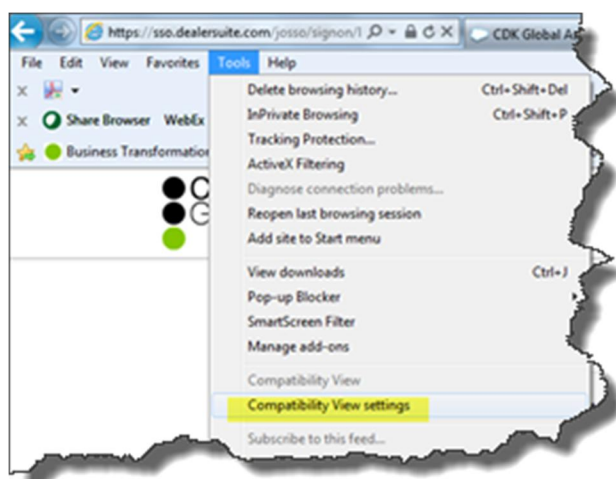 https://sso.dealersuite.com/josso/signon/l
CDK Global A
File Edit View Favorites Tools Help
Share Browser WebEx
Business Transformation
Delete browsing history... Ctrl+Shift+Del
InPrivate Browsing Ctrl+Shift+P
Tracking Protection...
ActiveX Filtering
Diagnose connection problems...
Reopen last browsing session
Add site to Start menu
View downloads Ctrl+J
Pop-up Blocker
SmartScreen Filter
Manage add-ons
Compatibility View
Compatibility View settings
Subscribe to this feed...